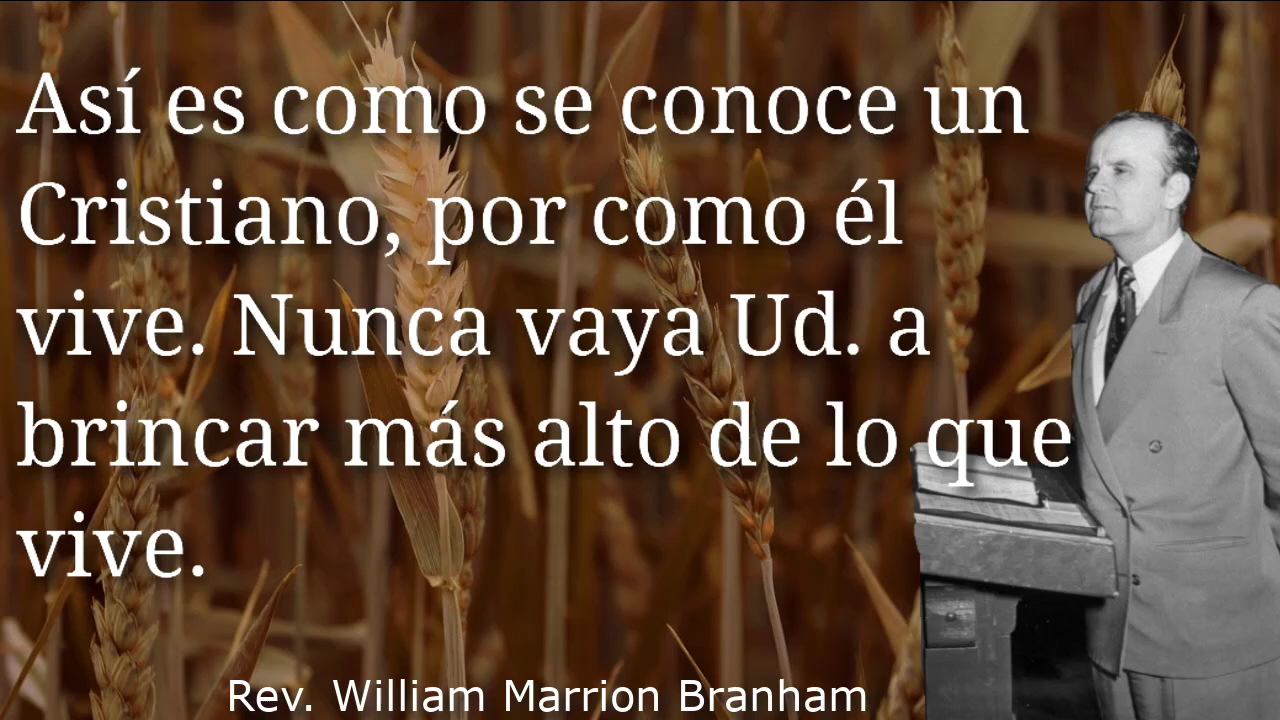 Así es como se conoce un
Cristiano, por como él
vive. Nunca vaya Ud. a
brincar más alto de lo que
vive.
Rev. William Marrion Branham